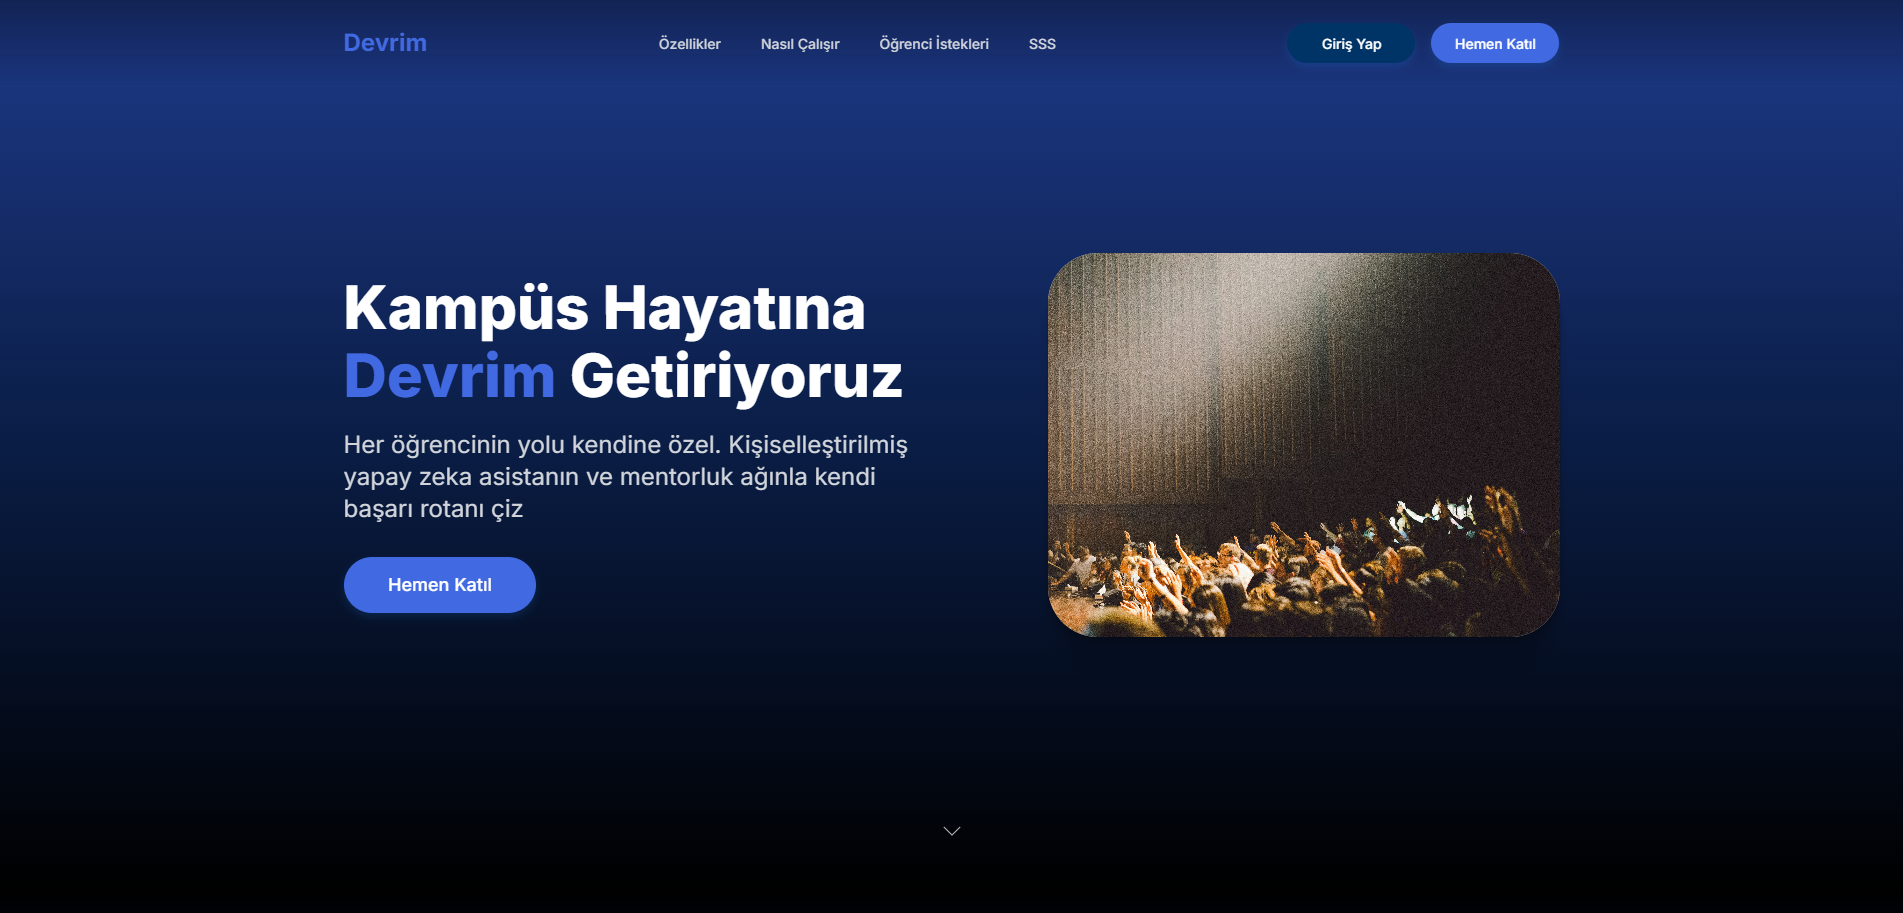 Devrim
Özellikler
Nasıl Çalışır
Öğrenci İstekleri
SSS
Giriş Yap
Hemen Katıl
Kampüs Hayatına
Devrim Getiriyoruz
Her öğrencinin yolu kendine özel. Kişiselleştirilmiş
yapay zeka asistanın ve mentorluk ağınla kendi
başarı rotanı çiz
Hemen Katıl